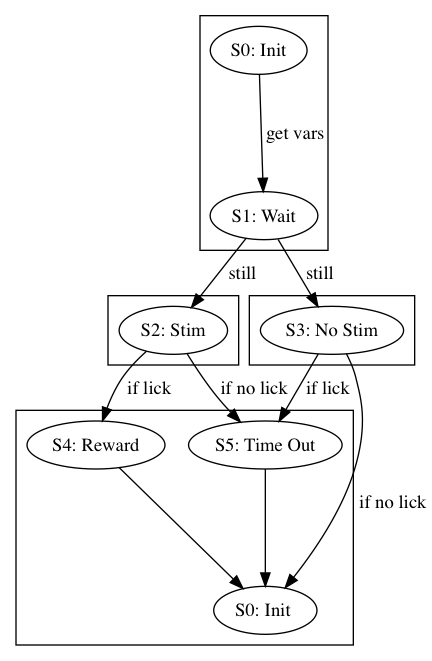 S0: Init
get vars
S1: Wait
still
still
S2: Stim
S3: No Stim
if lick
if no lick
if lick
S4: Reward
S5: Time Out
if no lick
S0: Init